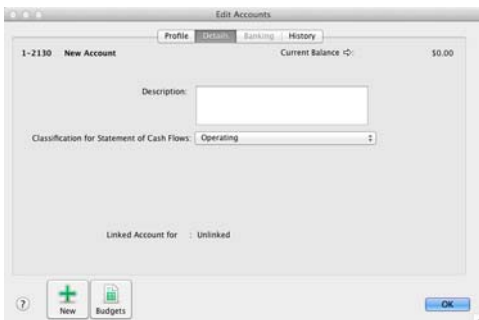 Edit Accounts
Profile Details Banking History
1-2130 New Account Current Balance ⇨: $0.00
Description:
Classification for Statement of Cash Flows: Operating
Linked Account for : Unlinked
? New Budgets OK